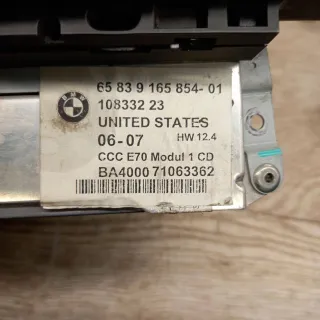 BMW
65 83 9 165 854-01
108332 23
UNITED STATES
06-07 HW 12.4
CCC E70 Modul 1 CD
BA4000 71063362